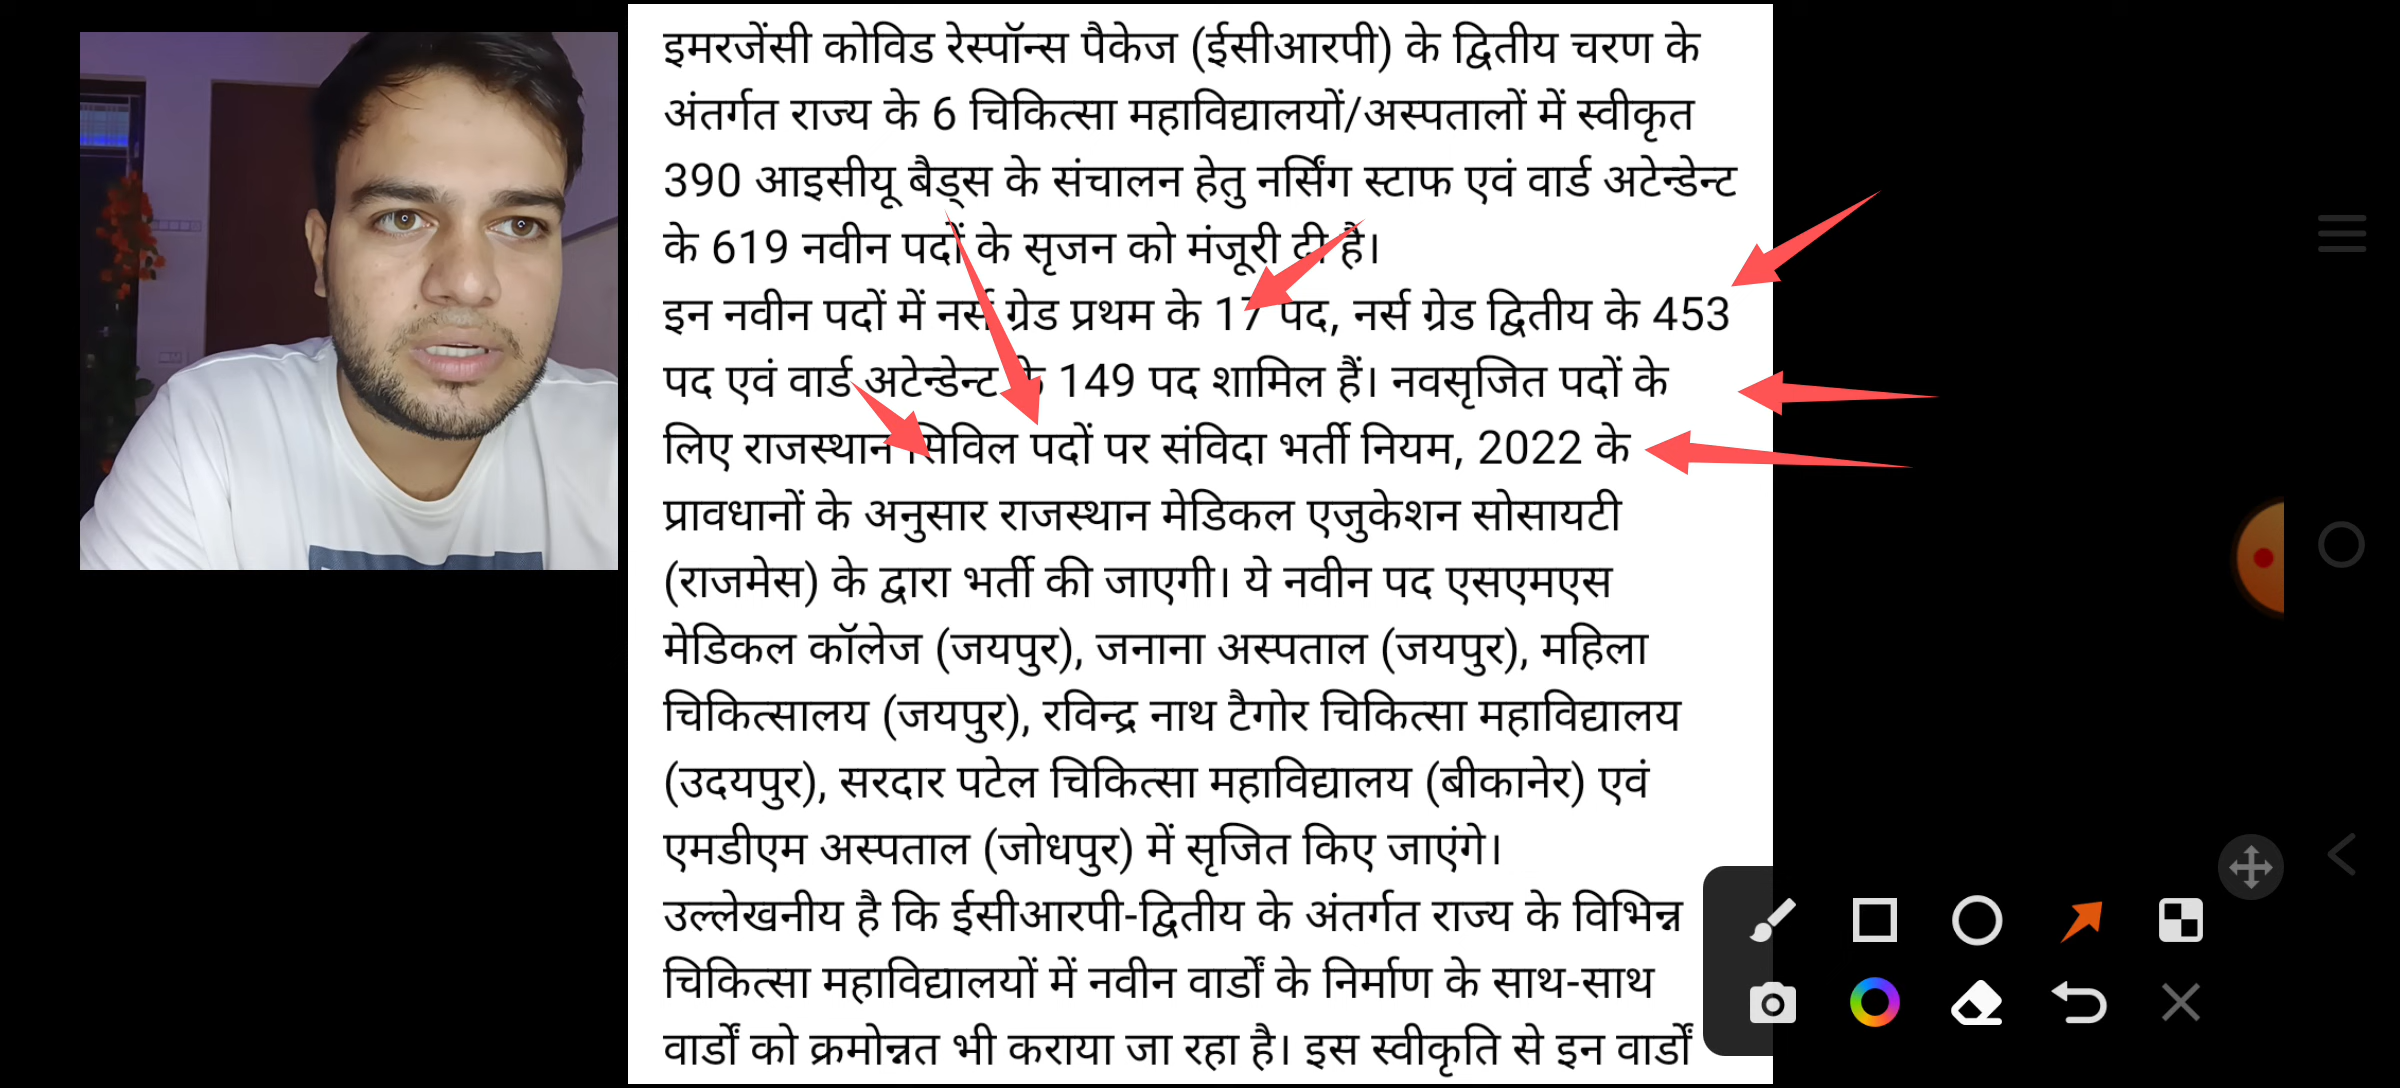 इमरजेंसी कोविड रेस्पॉन्स पैकेज (ईसीआरपी) के द्वितीय चरण के
अंतर्गत राज्य के 6 चिकित्सा महाविद्यालयों/अस्पतालों में स्वीकृत
390 आइसीयू बैड्स के संचालन हेतु नर्सिंग स्टाफ एवं वार्ड अटेन्डेन्ट
के 619 नवीन पदों के सृजन को मंजूरी दी है।
इन नवीन पदों में नर्स ग्रेड प्रथम के 17 पद, नर्स ग्रेड द्वितीय के 453
पद एवं वार्ड अटेन्डेन्ट के 149 पद शामिल हैं। नवसृजित पदों के
लिए राजस्थान सिविल पदों पर संविदा भर्ती नियम, 2022 के
प्रावधानों के अनुसार राजस्थान मेडिकल एजुकेशन सोसायटी
(राजमेस) के द्वारा भर्ती की जाएगी। ये नवीन पद एसएमएस
मेडिकल कॉलेज (जयपुर), जनाना अस्पताल (जयपुर), महिला
चिकित्सालय (जयपुर), रविन्द्र नाथ टैगोर चिकित्सा महाविद्यालय
(उदयपुर), सरदार पटेल चिकित्सा महाविद्यालय (बीकानेर) एवं
एमडीएम अस्पताल (जोधपुर) में सृजित किए जाएंगे।
उल्लेखनीय है कि ईसीआरपी-द्वितीय के अंतर्गत राज्य के विभिन्न
चिकित्सा महाविद्यालयों में नवीन वार्डों के निर्माण के साथ-साथ
वार्डों को क्रमोन्नत भी कराया जा रहा है। इस स्वीकृति से इन वार्डों